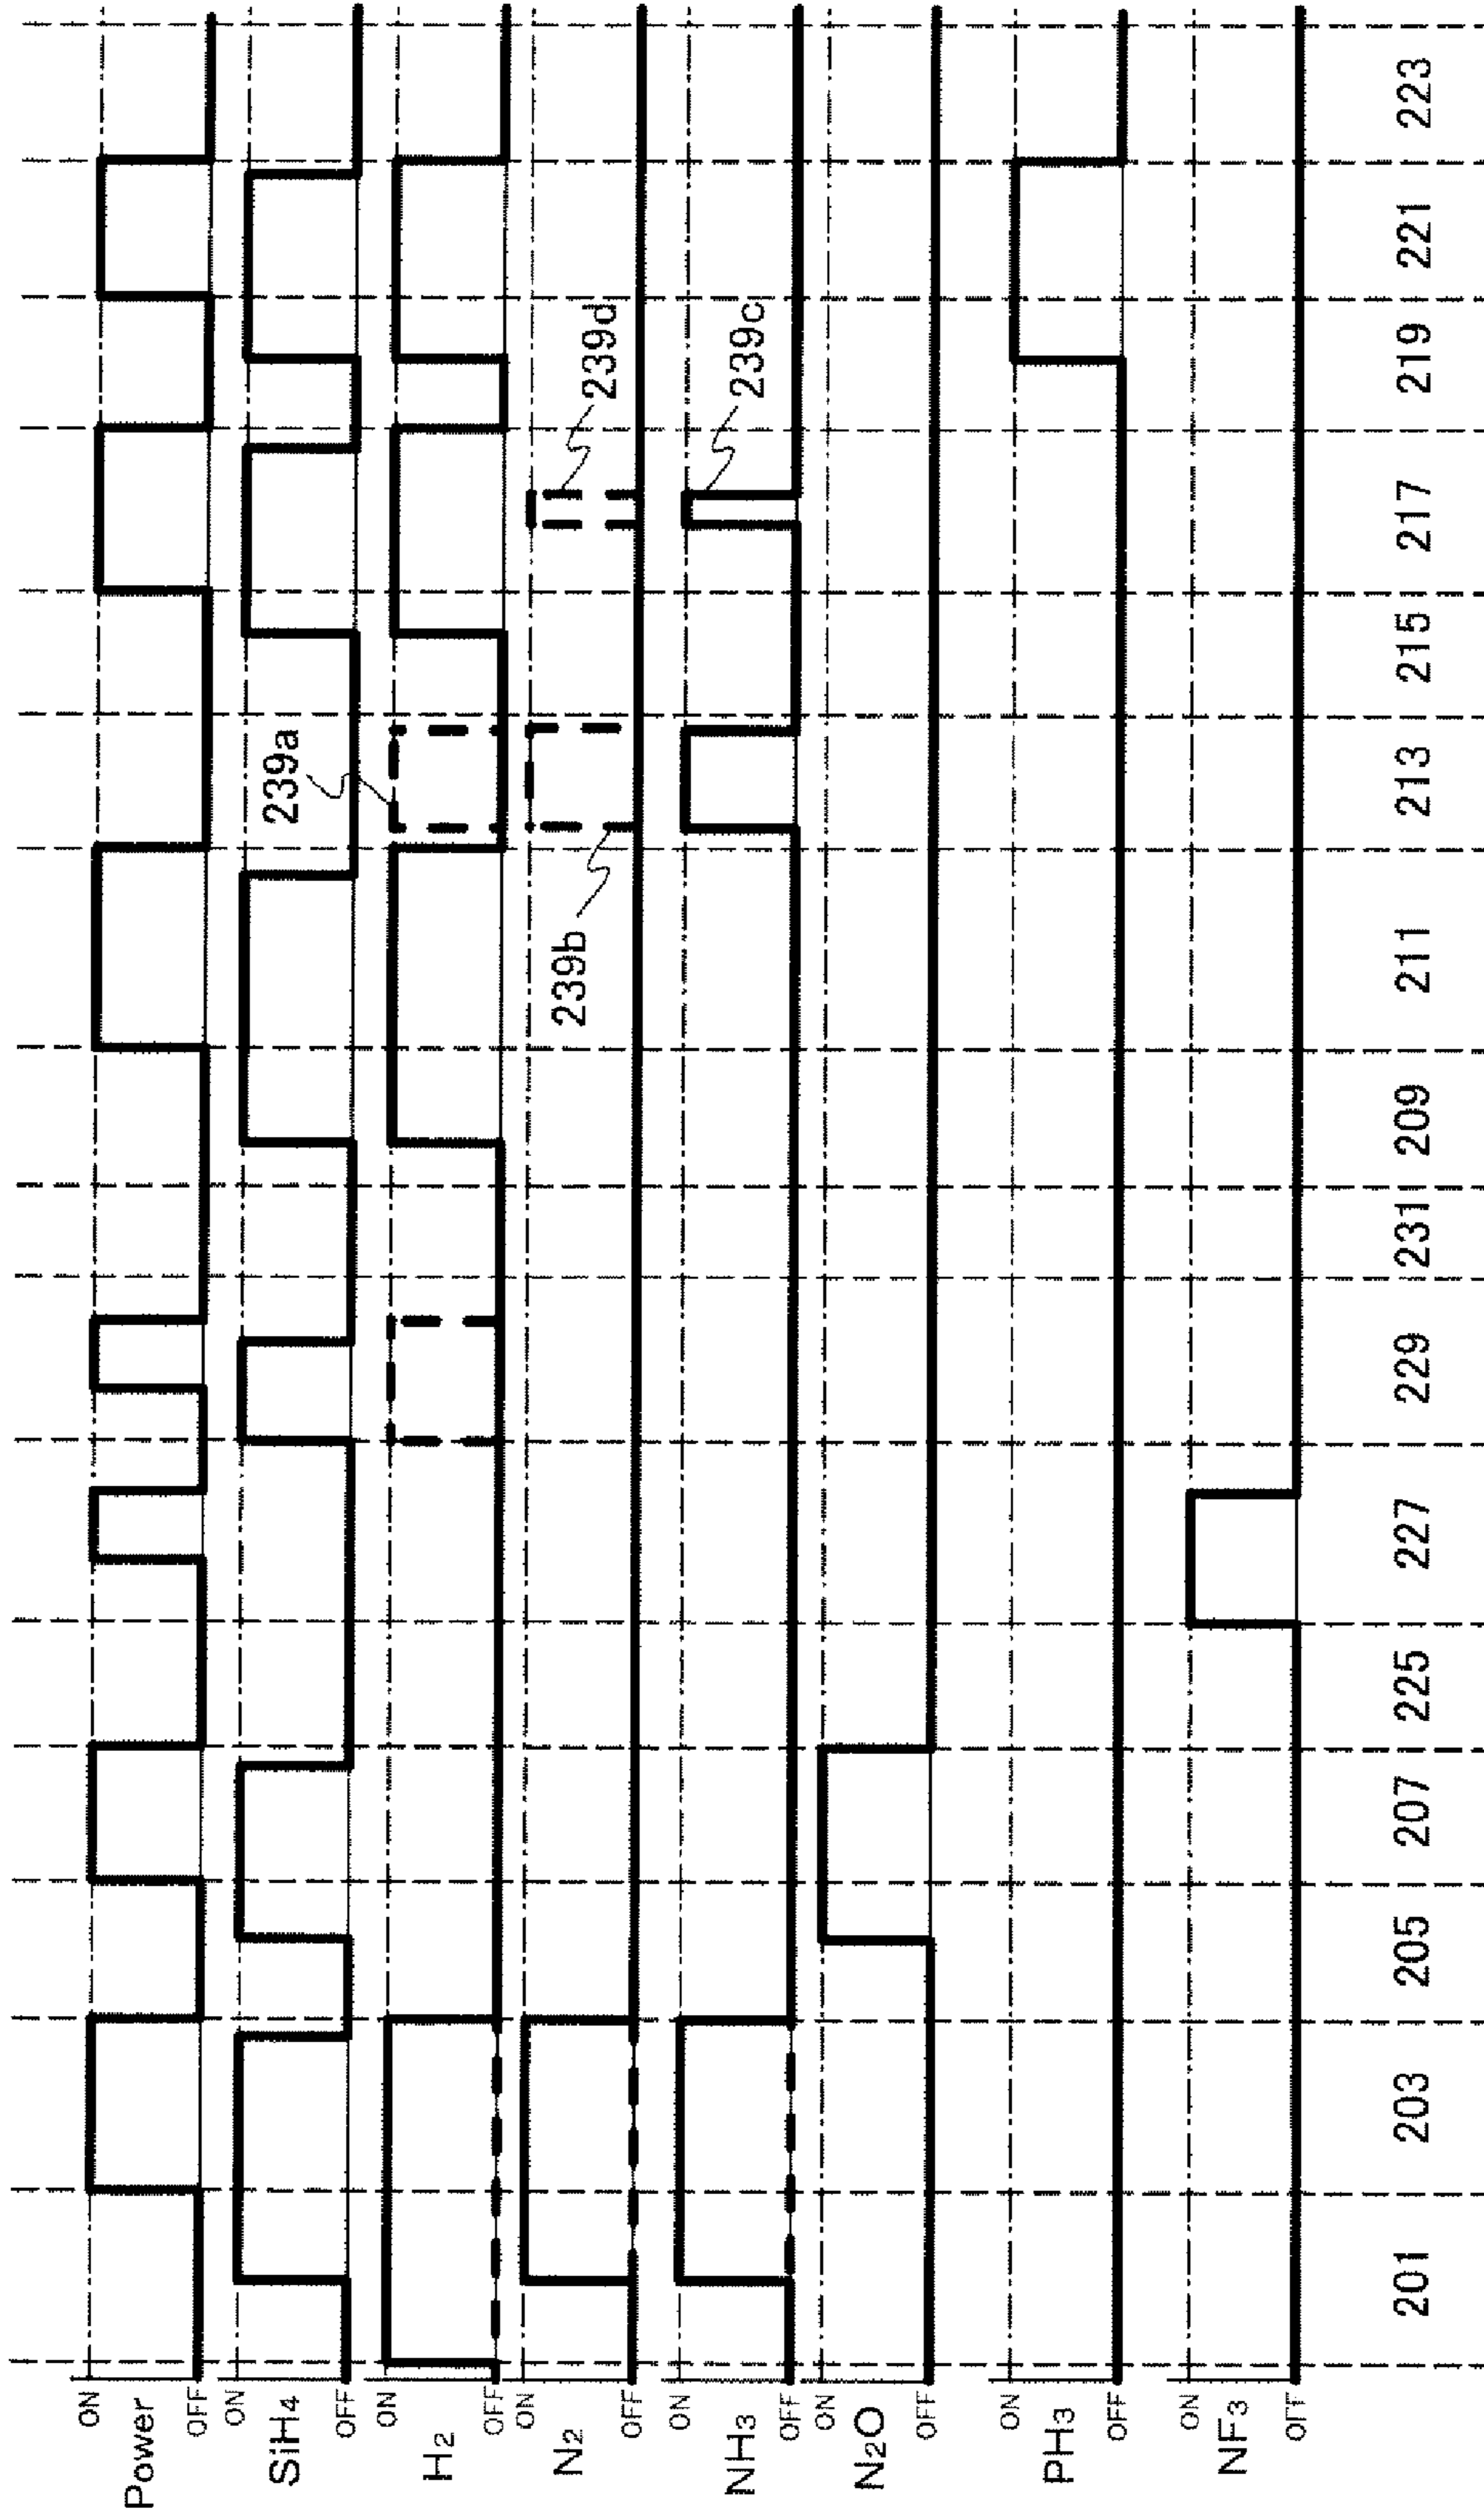 Power
ON
OFF
SiH4
ON
OFF
H2
ON
OFF
N2
ON
OFF
NH3
ON
OFF
N2O
ON
OFF
PH3
ON
OFF
NF3
ON
OFF
239a
239b
239d
239c
201
203
205
207
225
227
229
231
209
211
213
215
217
219
221
223